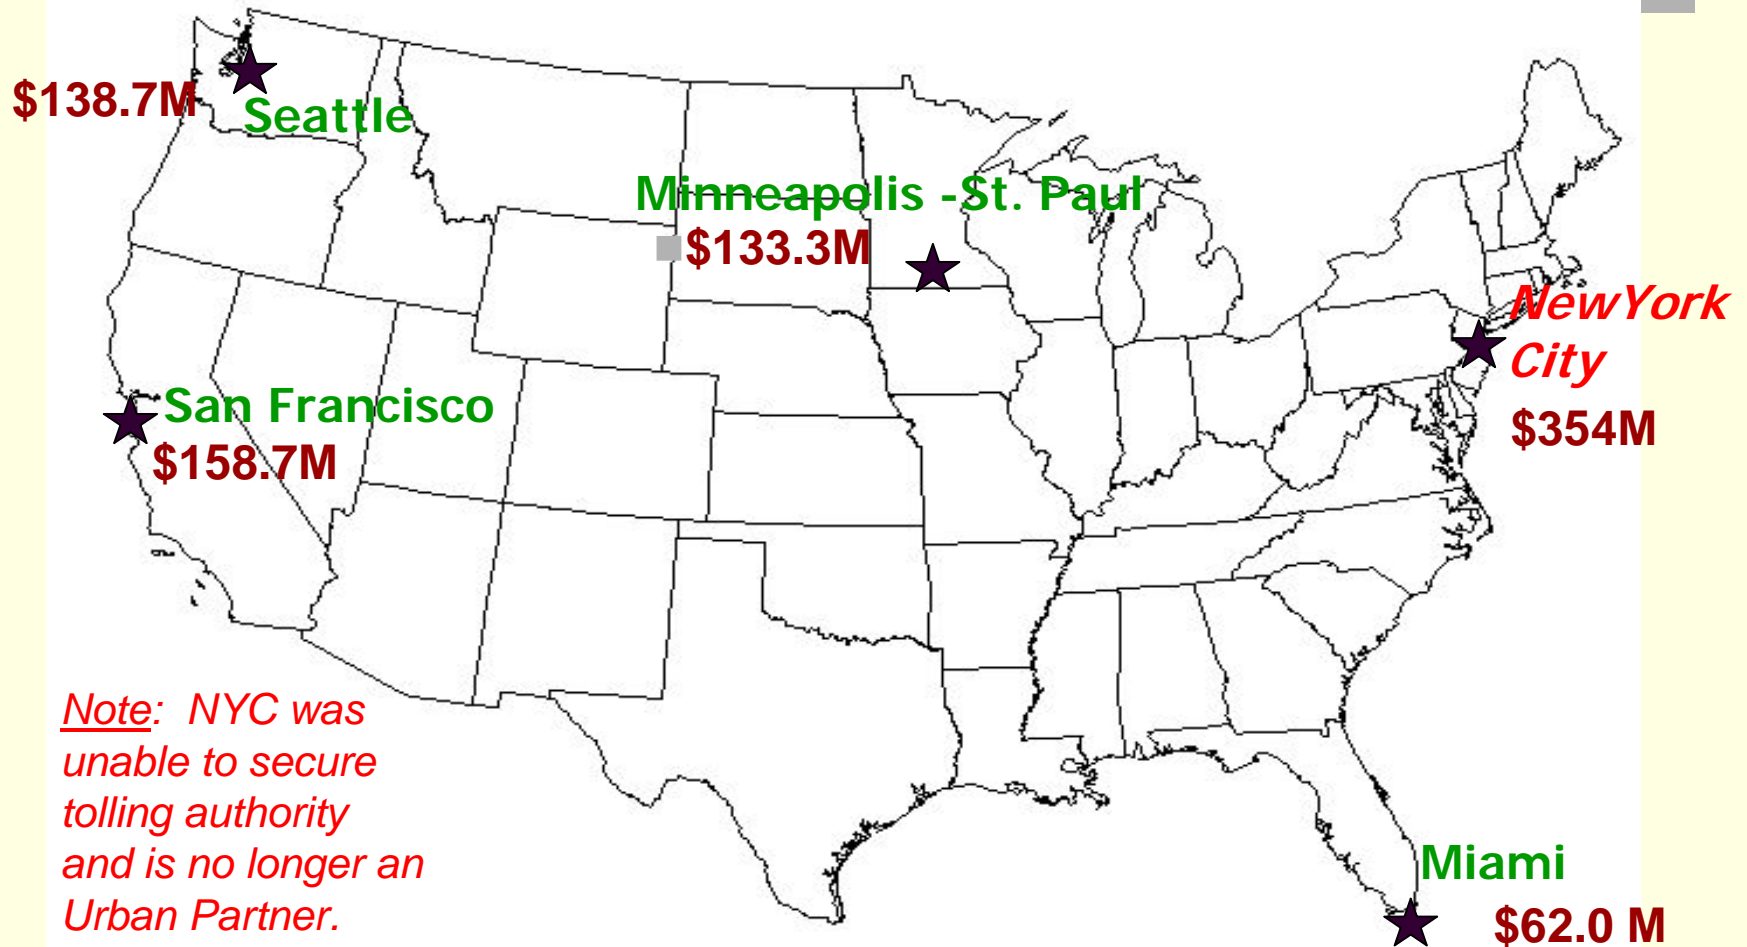 $138.7M
Seattle
Minneapolis -St. Paul
$133.3M
NewYork
City
$354M
San Francisco
$158.7M
Note: NYC was
unable to secure
tolling authority
and is no longer an
Urban Partner.
Miami
$62.0 M